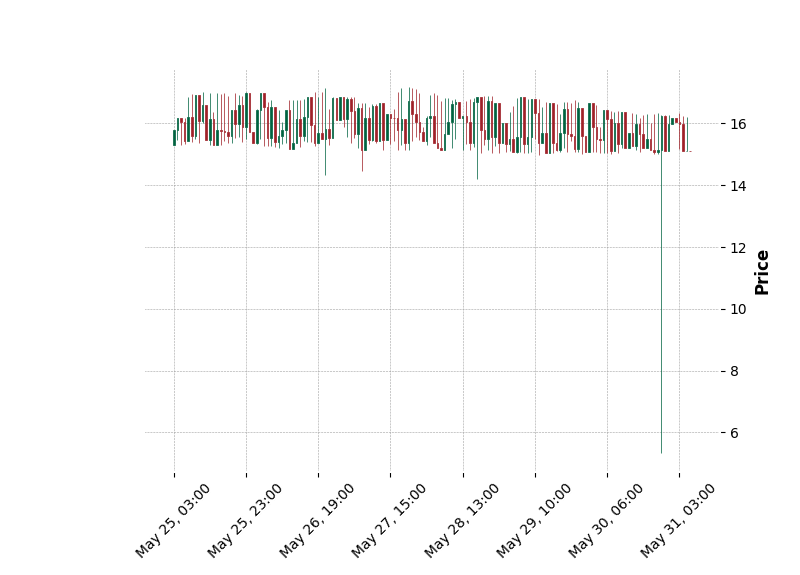 16
14
12
10
8
6
Price
May 25, 03:00
May 25, 23:00
May 26, 19:00
May 27, 15:00
May 28, 13:00
May 29, 10:00
May 30, 06:00
May 31, 03:00